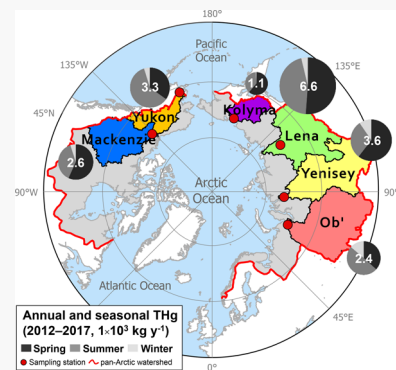 180°
135°W
Pacific
Ocean
135°E
3.3
1.1
6.6
Kolyma
45°W
Yukon
Mackenzie
Lena
3.6
2.6
Yenisey
90°W
Arctic
Ocean
90°
Ob'
2.4
Atlantic Ocean
45°E
0°
Annual and seasonal THg
(2012–2017, 1×10³ kg y⁻¹)
Spring Summer Winter
Sampling station pan-Arctic watershed